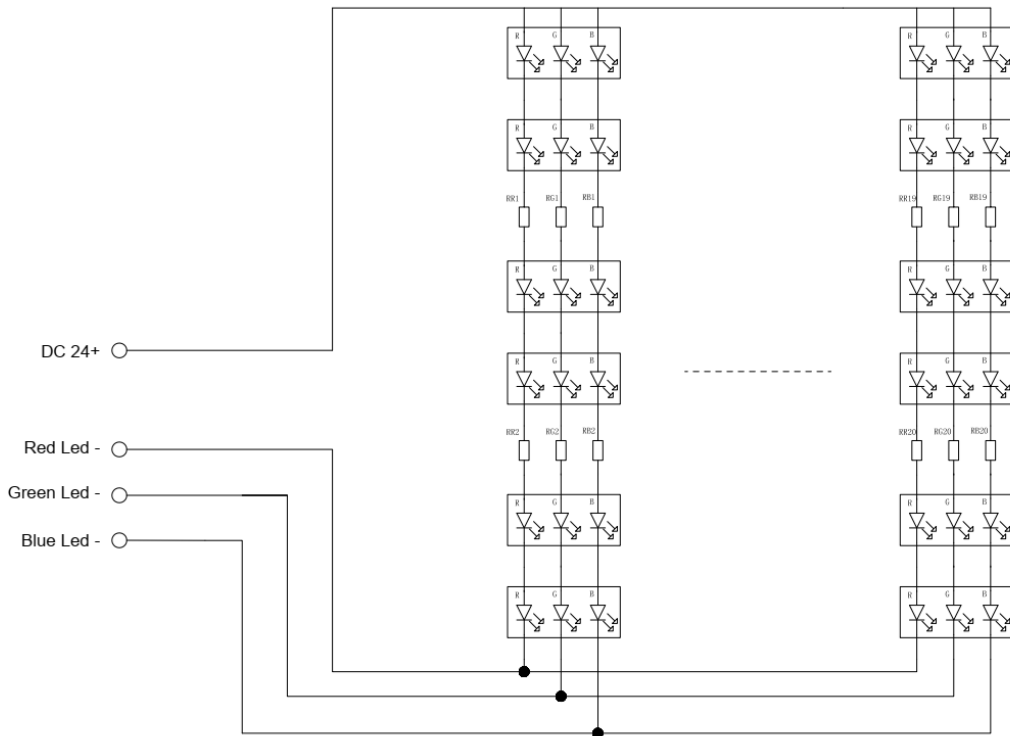 R G B R G B
R G B R G B
RR1 RG1 RB1 RR19 RG19 RB19
R G B R G B
DC 24+
R G B R G B
Red Led -
RR2 RG2 RB2 RR20 RG20 RB20
Green Led -
R G B R G B
Blue Led -
R G B R G B